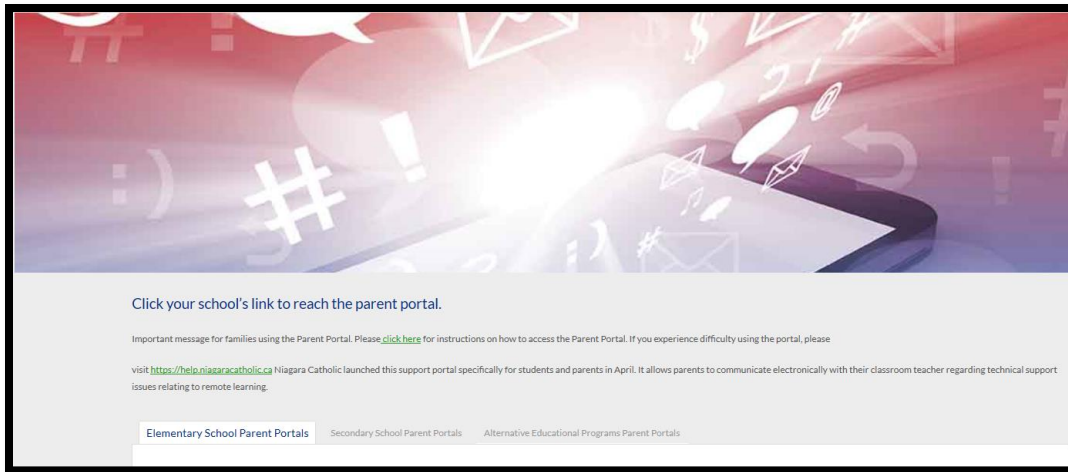 Click your school's link to reach the parent portal.
Important message for families using the Parent Portal. Please click here for instructions on how to access the Parent Portal. If you experience difficulty using the portal, please
visit https://help.niagaracatholic.ca Niagara Catholic launched this support portal specifically for students and parents in April. It allows parents to communicate electronically with their classroom teacher regarding technical support
issues relating to remote learning.
Elementary School Parent Portals Secondary School Parent Portals Alternative Educational Programs Parent Portals